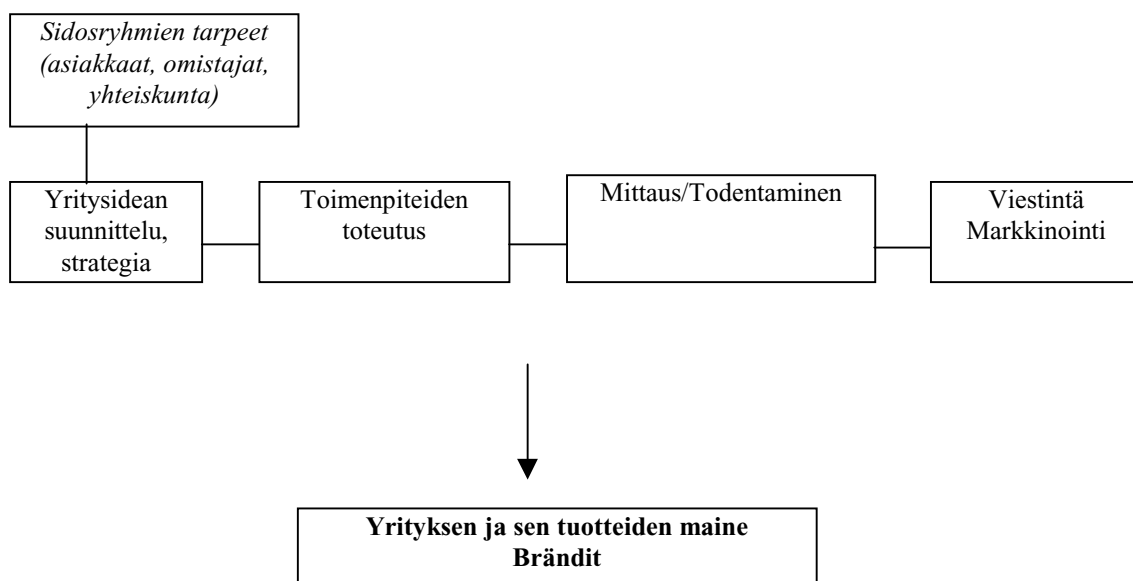 Sidosryhmien tarpeet
(asiakkaat, omistajat,
yhteiskunta)
Yritysidean
suunnittelu,
strategia
Toimenpiteiden
toteutus
Mittaus/Todentaminen
Viestintä
Markkinointi
Yrityksen ja sen tuotteiden maine
Brändit